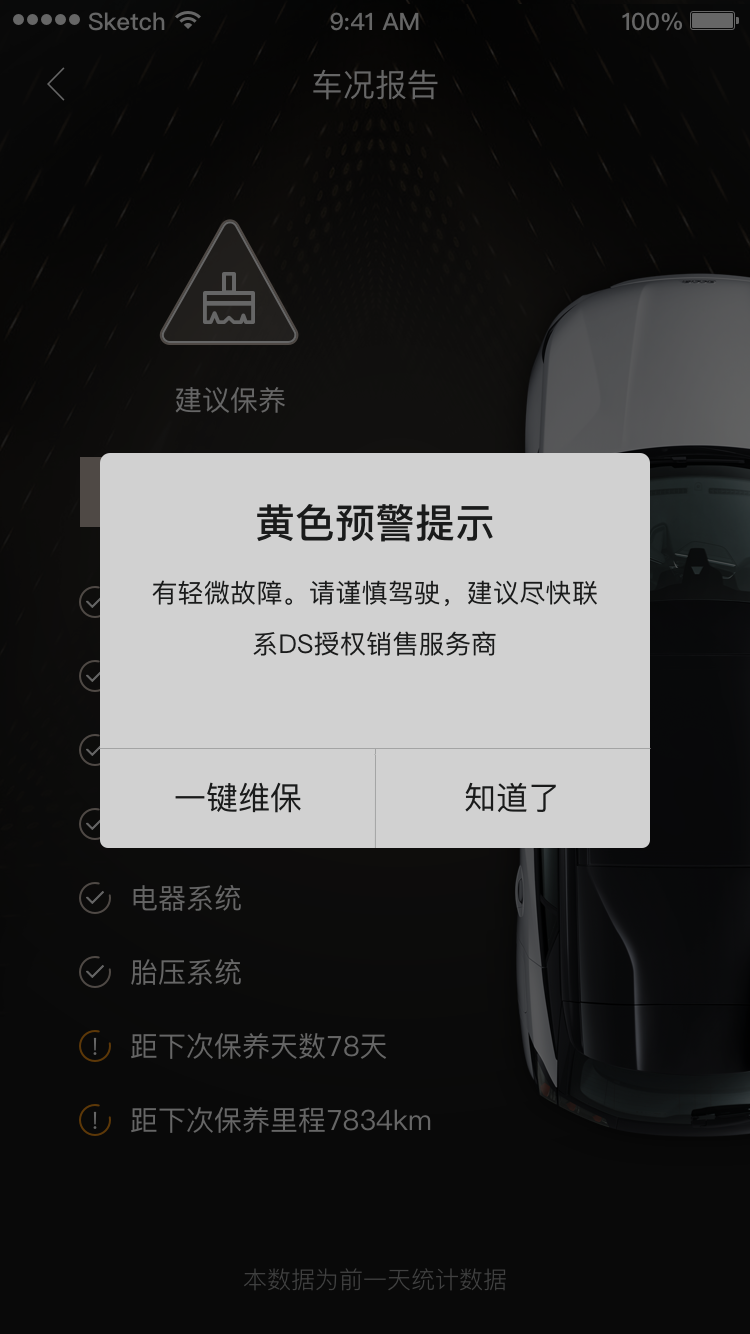 Sketch 9:41 AM 100%
车况报告
建议保养
黄色预警提示
有轻微故障。请谨慎驾驶，建议尽快联
系DS授权销售服务商
一键维保 知道了
电器系统
胎压系统
距下次保养天数78天
距下次保养里程7834km
本数据为前一天统计数据